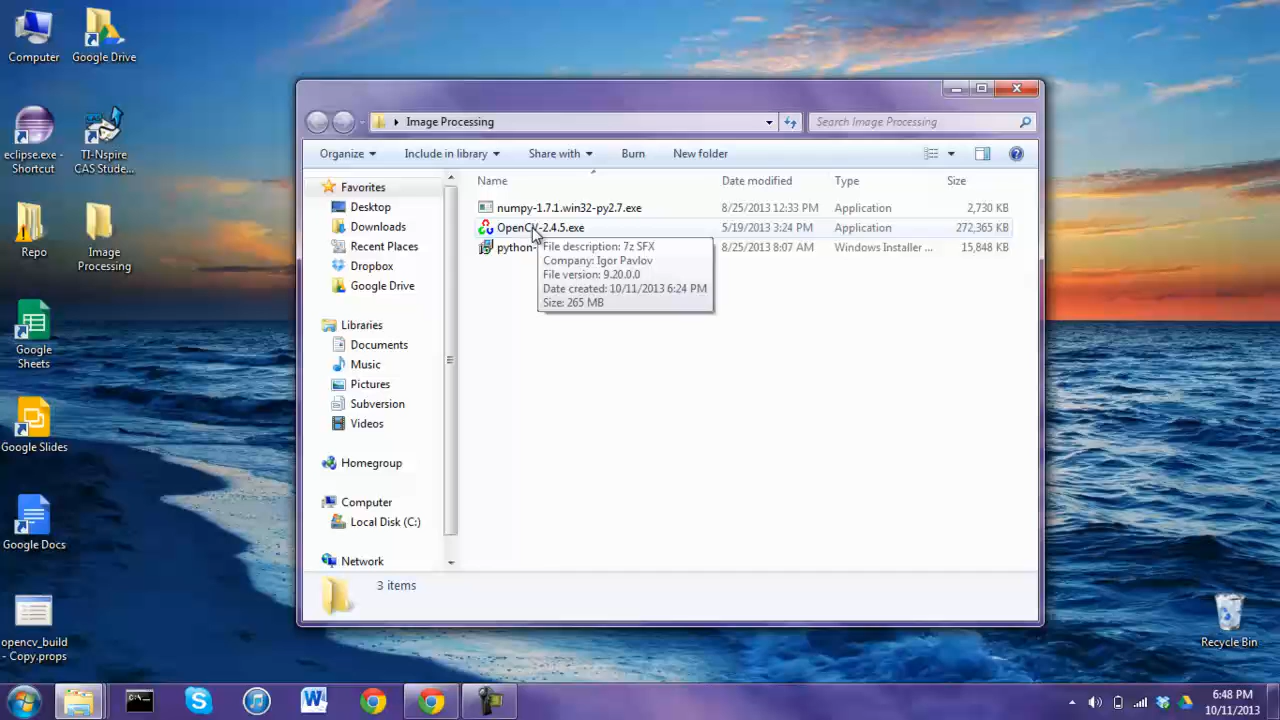 Computer
Google Drive
eclipse.exe -
Shortcut
TI-Nspire
CAS Stude...
Repo
Image
Processing
Google
Sheets
Google Slides
Google Docs
opencv_build
- Copy.props
Image Processing
Search Image Processing
Organize
Include in library
Share with
Burn
New folder
Favorites
Desktop
Downloads
Recent Places
Dropbox
Google Drive
Libraries
Documents
Music
Pictures
Subversion
Videos
Homegroup
Computer
Local Disk (C:)
Network
Name Date modified Type Size
numpy-1.7.1.win32-py2.7.exe 8/25/2013 12:33 PM Application 2,730 KB
OpenCV-2.4.5.exe 5/19/2013 3:24 PM Application 272,365 KB
python- 8/25/2013 8:07 AM Windows Installer ... 15,848 KB
File description: 7z SFX
Company: Igor Pavlov
File version: 9.20.0.0
Date created: 10/11/2013 6:24 PM
Size: 265 MB
3 items
Recycle Bin
C:\
6:48 PM
10/11/2013